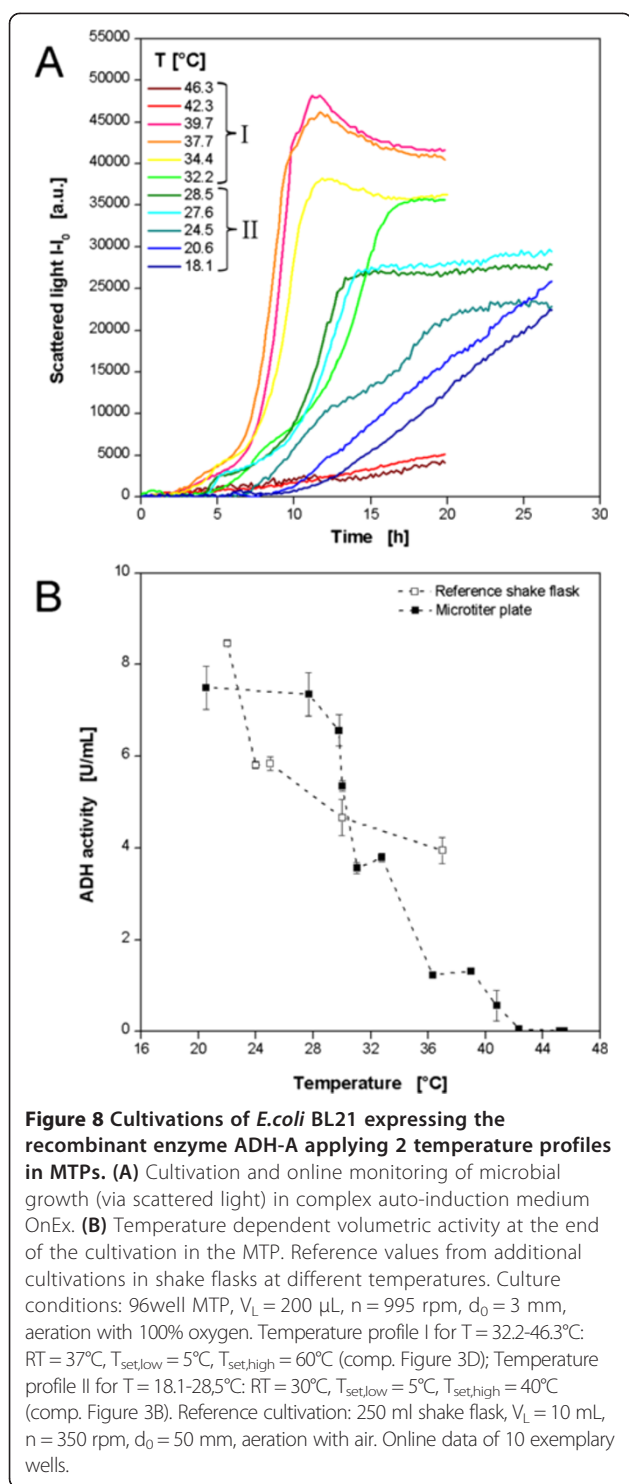 A
55000
50000
45000
40000
35000
30000
25000
20000
15000
10000
5000
0
Scattered light I-I₀ [a.u.]
T [°C]
46.3
42.3
39.7
37.7
34.4
32.2
28.5
27.6
24.5
20.6
18.1
I
II
0 5 10 15 20 25 30
Time [h]
B
10
8
6
4
2
0
ADH activity [U/mL]
Reference shake flask
Microtiter plate
16 20 24 28 32 36 40 44 48
Temperature [°C]
Figure 8 Cultivations of E.coli BL21 expressing the
recombinant enzyme ADH-A applying 2 temperature profiles
in MTPs. (A) Cultivation and online monitoring of microbial
growth (via scattered light) in complex auto-induction medium
OnEx. (B) Temperature dependent volumetric activity at the end
of the cultivation in the MTP. Reference values from additional
cultivations in shake flasks at different temperatures. Culture
conditions: 96well MTP, V_L = 200 μL, n = 995 rpm, d₀ = 3 mm,
aeration with 100% oxygen. Temperature profile I for T = 32.2-46.3°C:
RT = 37°C, T_set,low = 5°C, T_set,high = 60°C (comp. Figure 3D); Temperature
profile II for T = 18.1-28,5°C: RT = 30°C, T_set,low = 5°C, T_set,high = 40°C
(comp. Figure 3B). Reference cultivation: 250 ml shake flask, V_L = 10 mL,
n = 350 rpm, d₀ = 50 mm, aeration with air. Online data of 10 exemplary
wells.